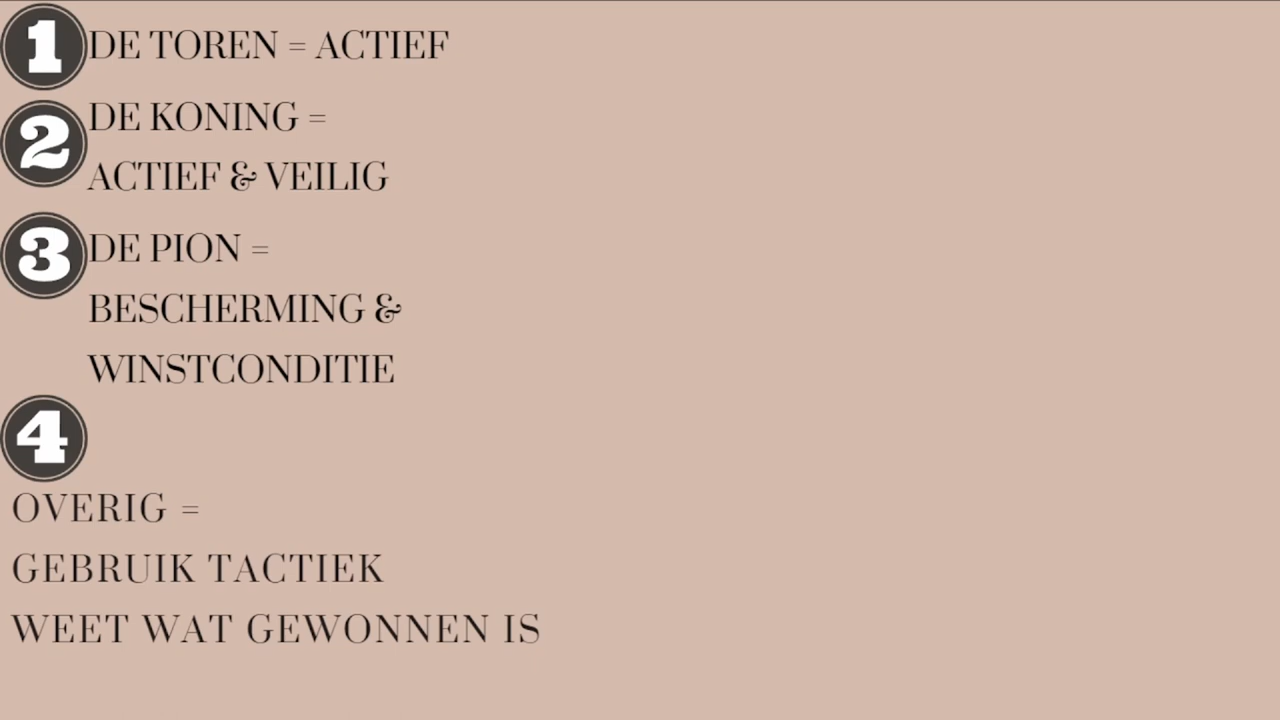 1 DE TOREN = ACTIEF
2 DE KONING =
ACTIEF & VEILIG
3 DE PION =
BESCHERMING &
WINSTCONDITIE
4
OVERIG =
GEBRUIK TACTIEK
WEET WAT GEWONNEN IS